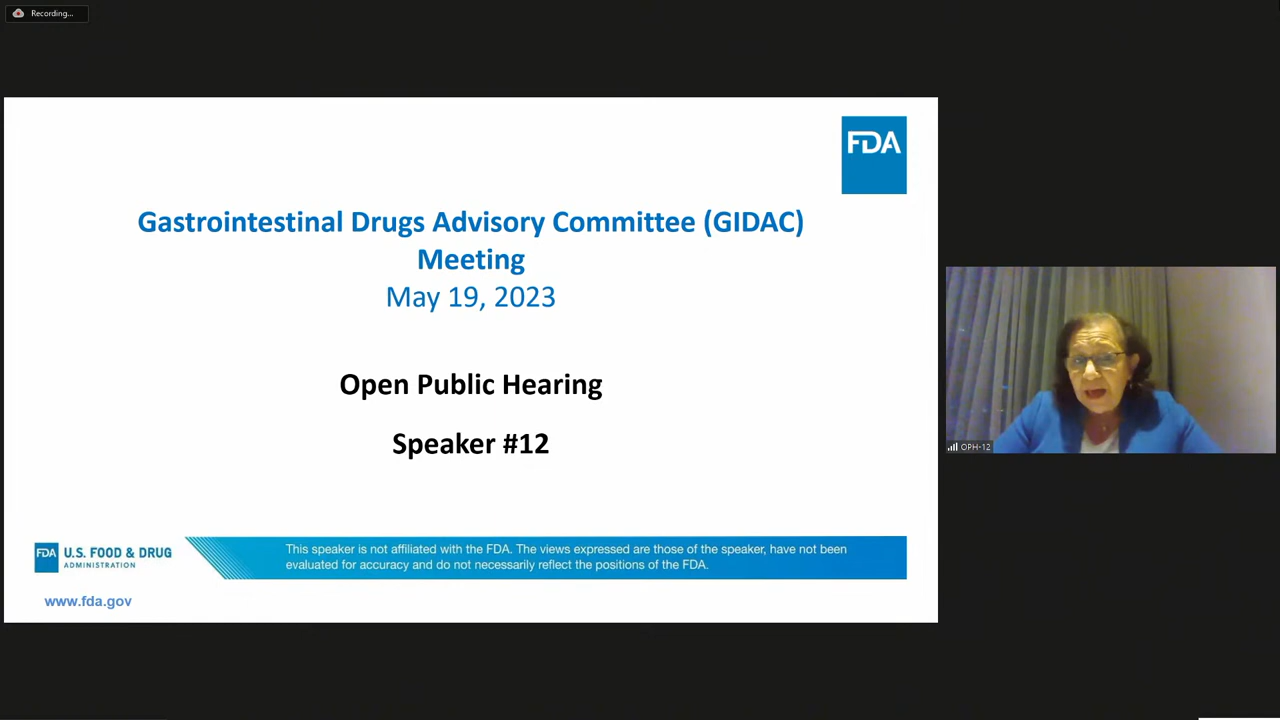 Recording...
FDA
Gastrointestinal Drugs Advisory Committee (GIDAC)
Meeting
May 19, 2023
Open Public Hearing
Speaker #12
OPH-12
FDA U.S. FOOD & DRUG
ADMINISTRATION
This speaker is not affiliated with the FDA. The views expressed are those of the speaker, have not been
evaluated for accuracy and do not necessarily reflect the positions of the FDA.
www.fda.gov